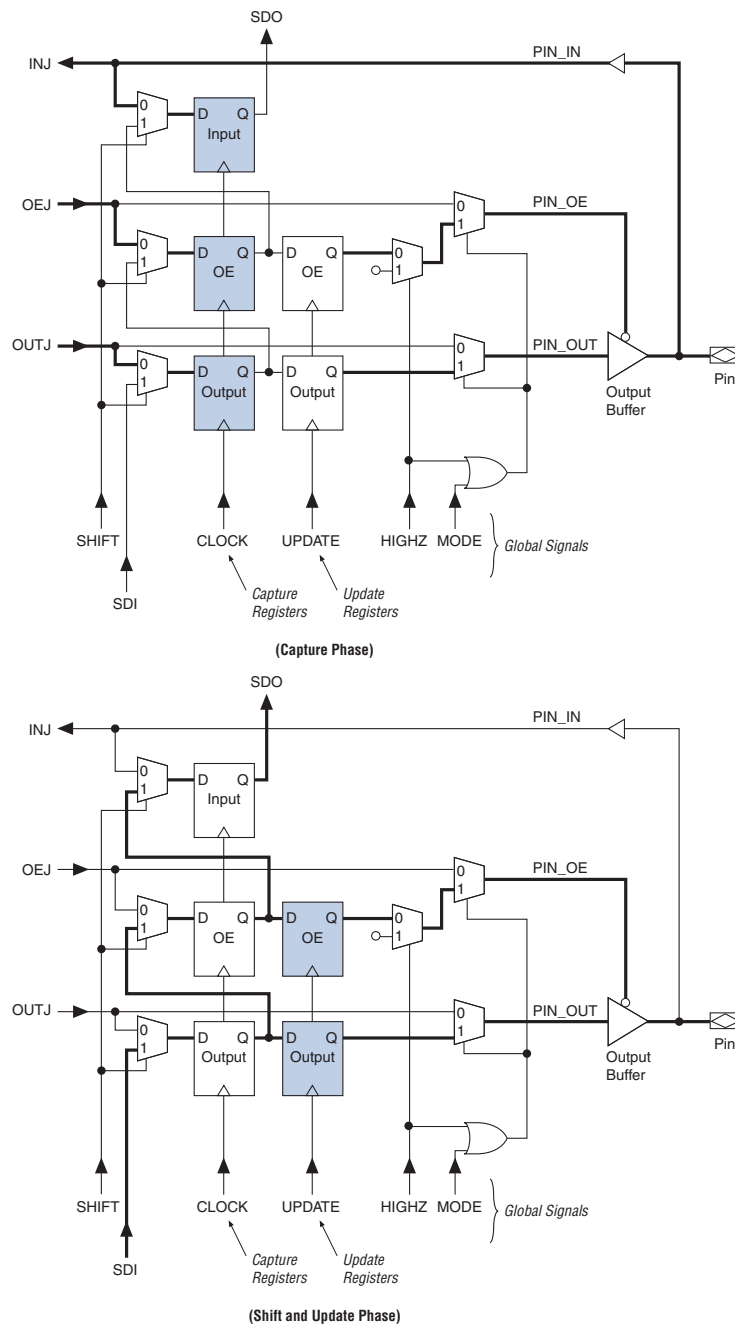 SDO
INJ
PIN_IN
0
1
D Q
Input
OEJ
0
1
PIN_OE
0
1
D Q
OE
D Q
OE
0
1
OUTJ
0
1
PIN_OUT
0
1
D Q
Output
D Q
Output
Pin
Output
Buffer
SHIFT
CLOCK
UPDATE
HIGHZ
MODE
Global Signals
SDI
Capture
Registers
Update
Registers
(Capture Phase)
SDO
INJ
PIN_IN
0
1
D Q
Input
OEJ
0
1
PIN_OE
0
1
D Q
OE
D Q
OE
0
1
OUTJ
0
1
PIN_OUT
0
1
D Q
Output
D Q
Output
Pin
Output
Buffer
SHIFT
CLOCK
UPDATE
HIGHZ
MODE
Global Signals
SDI
Capture
Registers
Update
Registers
(Shift and Update Phase)